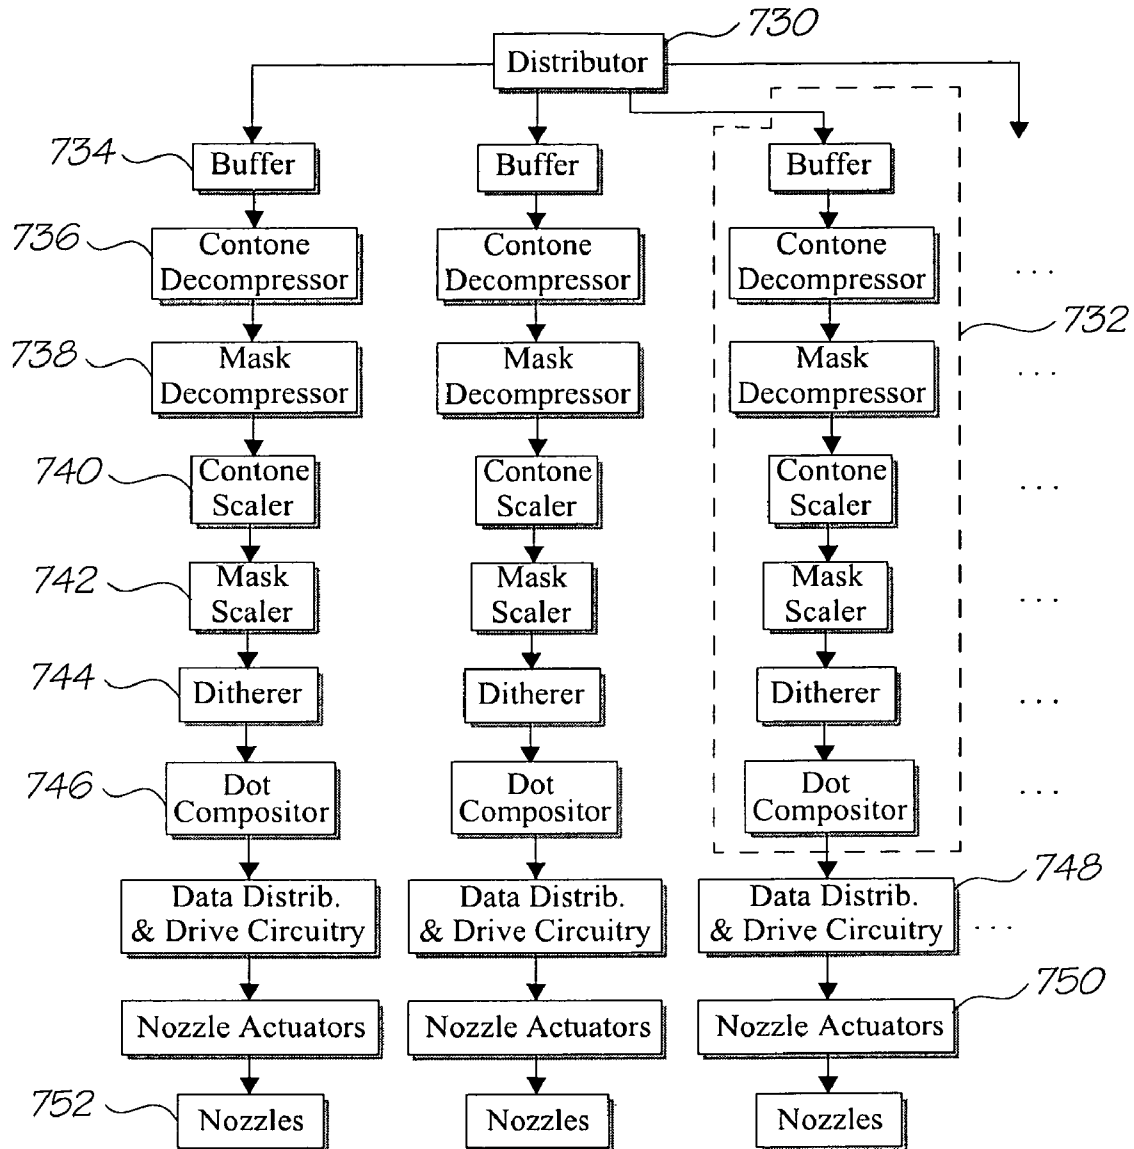 730
Distributor
734
Buffer
Buffer
Buffer
736
Contone
Decompressor
Contone
Decompressor
Contone
Decompressor
...
732
738
Mask
Decompressor
Mask
Decompressor
Mask
Decompressor
...
740
Contone
Scaler
Contone
Scaler
Contone
Scaler
...
742
Mask
Scaler
Mask
Scaler
Mask
Scaler
...
744
Ditherer
Ditherer
Ditherer
...
746
Dot
Compositor
Dot
Compositor
Dot
Compositor
...
Data Distrib.
& Drive Circuitry
Data Distrib.
& Drive Circuitry
Data Distrib.
& Drive Circuitry
748
...
Nozzle Actuators
Nozzle Actuators
Nozzle Actuators
750
752
Nozzles
Nozzles
Nozzles